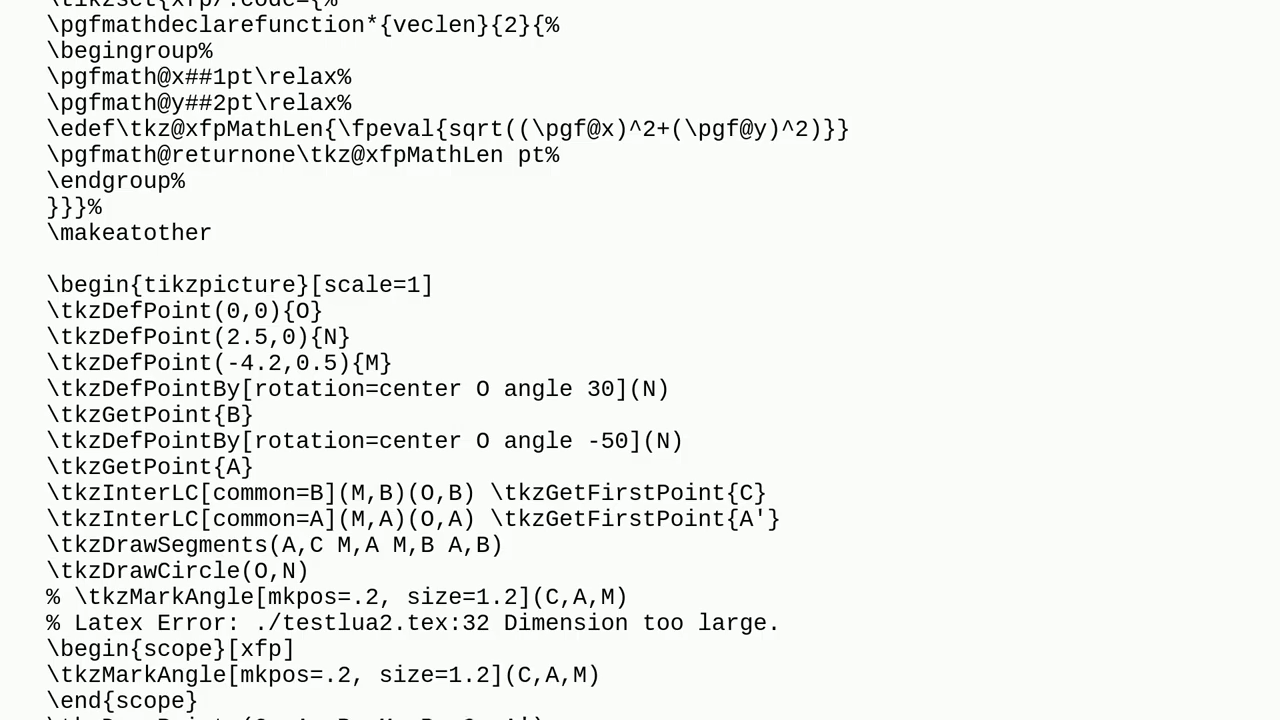 \tikzset{xfp/.code={%
\pgfmathdeclarefunction*{veclen}{2}{%
\begingroup%
\pgfmath@x##1pt\relax%
\pgfmath@y##2pt\relax%
\edef\tkz@xfpMathLen{\fpeval{sqrt((\pgf@x)^2+(\pgf@y)^2)}}
\pgfmath@returnone\tkz@xfpMathLen pt%
\endgroup%
}}}%
\makeatother
\begin{tikzpicture}[scale=1]
\tkzDefPoint(0,0){O}
\tkzDefPoint(2.5,0){N}
\tkzDefPoint(-4.2,0.5){M}
\tkzDefPointBy[rotation=center O angle 30](N)
\tkzGetPoint{B}
\tkzDefPointBy[rotation=center O angle -50](N)
\tkzGetPoint{A}
\tkzInterLC[common=B](M,B)(O,B) \tkzGetFirstPoint{C}
\tkzInterLC[common=A](M,A)(O,A) \tkzGetFirstPoint{A'}
\tkzDrawSegments(A,C M,A M,B A,B)
\tkzDrawCircle(O,N)
% \tkzMarkAngle[mkpos=.2, size=1.2](C,A,M)
% Latex Error: ./testlua2.tex:32 Dimension too large.
\begin{scope}[xfp]
\tkzMarkAngle[mkpos=.2, size=1.2](C,A,M)
\end{scope}